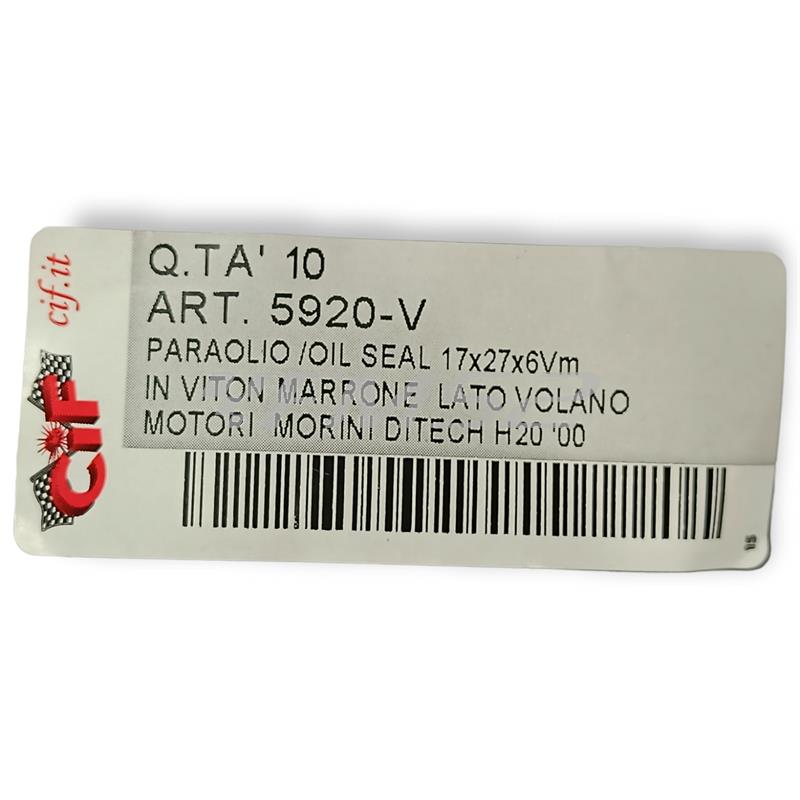 cif.it
CIF
Q.TA' 10
ART. 5920-V
PARAOLIO /OIL SEAL 17x27x6Vm
IN VITON MARRONE LATO VOLANO
MOTORI MORINI DITECH H20 '00